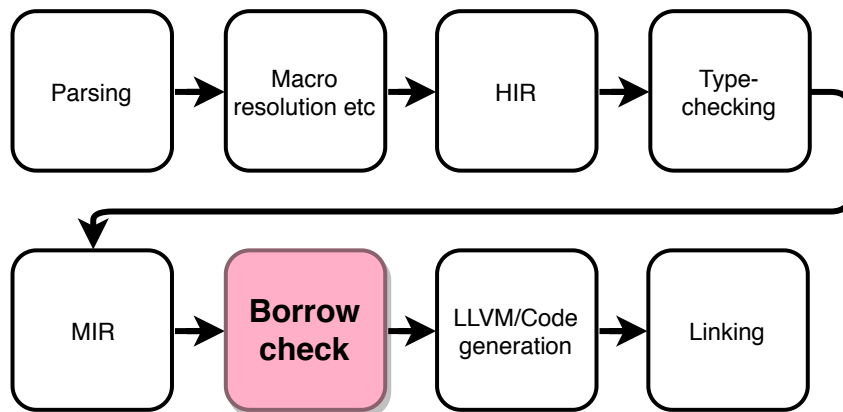 Parsing
Macro
resolution etc
HIR
Type-
checking
MIR
Borrow
check
LLVM/Code
generation
Linking